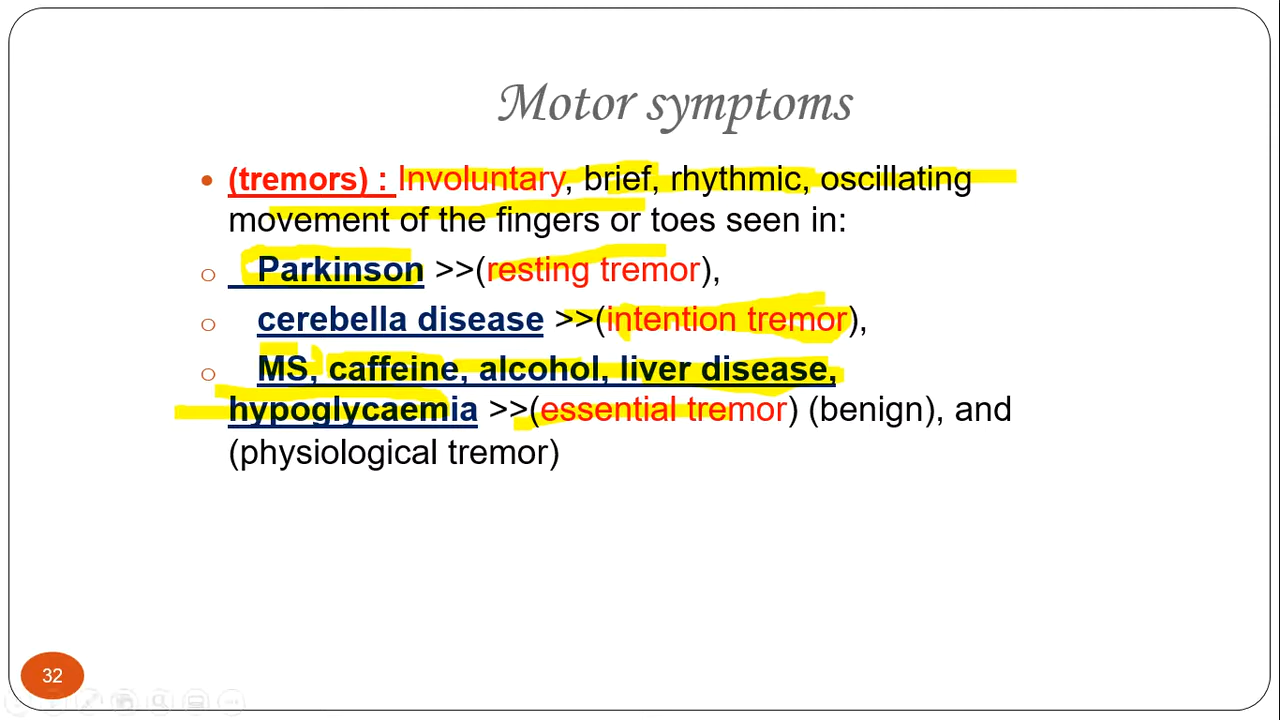 Motor symptoms
• (tremors) : Involuntary, brief, rhythmic, oscillating
movement of the fingers or toes seen in:
o Parkinson >>(resting tremor),
o cerebella disease >>(intention tremor),
o MS, caffeine, alcohol, liver disease,
hypoglycaemia >>(essential tremor) (benign), and
(physiological tremor)
32